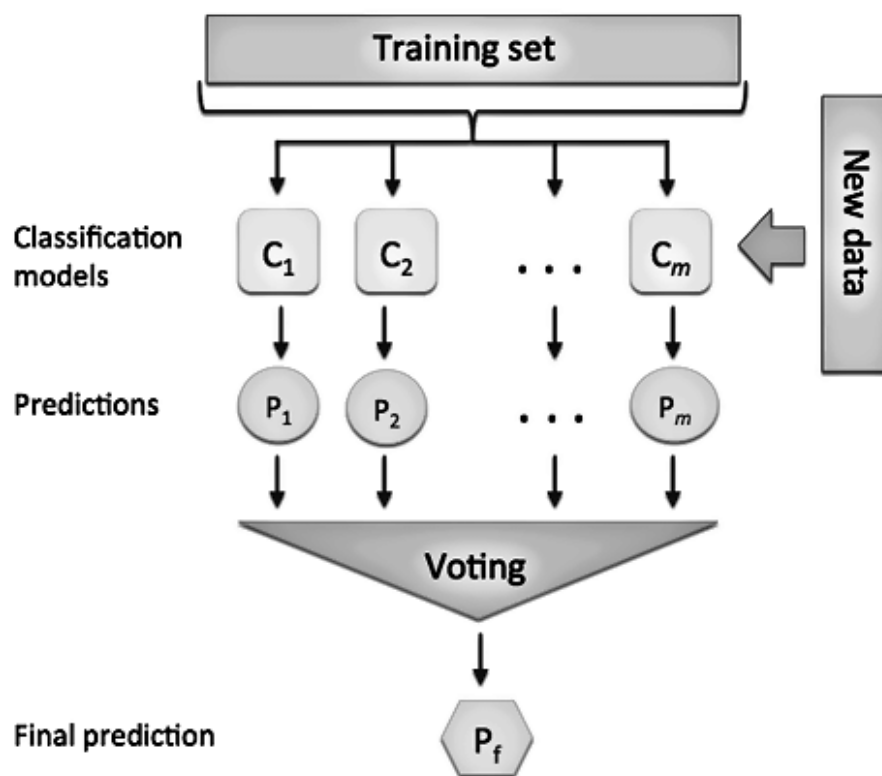 Training set
New data
Classification
models
C1
C2
. . .
Cm
Predictions
P1
P2
. . .
Pm
Voting
Final prediction
Pf